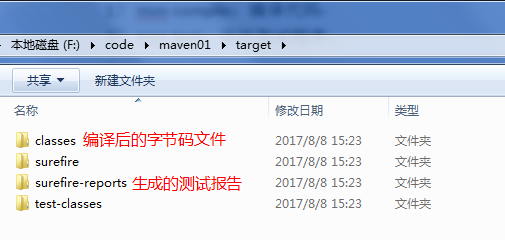 本地磁盘 (F:) ▸ code ▸ maven01 ▸ target ▸
共享 ▼ 新建文件夹
名称 修改日期 类型
classes 编译后的字节码文件 2017/8/8 15:23 文件夹
surefire 2017/8/8 15:23 文件夹
surefire-reports 生成的测试报告 2017/8/8 15:23 文件夹
test-classes 2017/8/8 15:23 文件夹